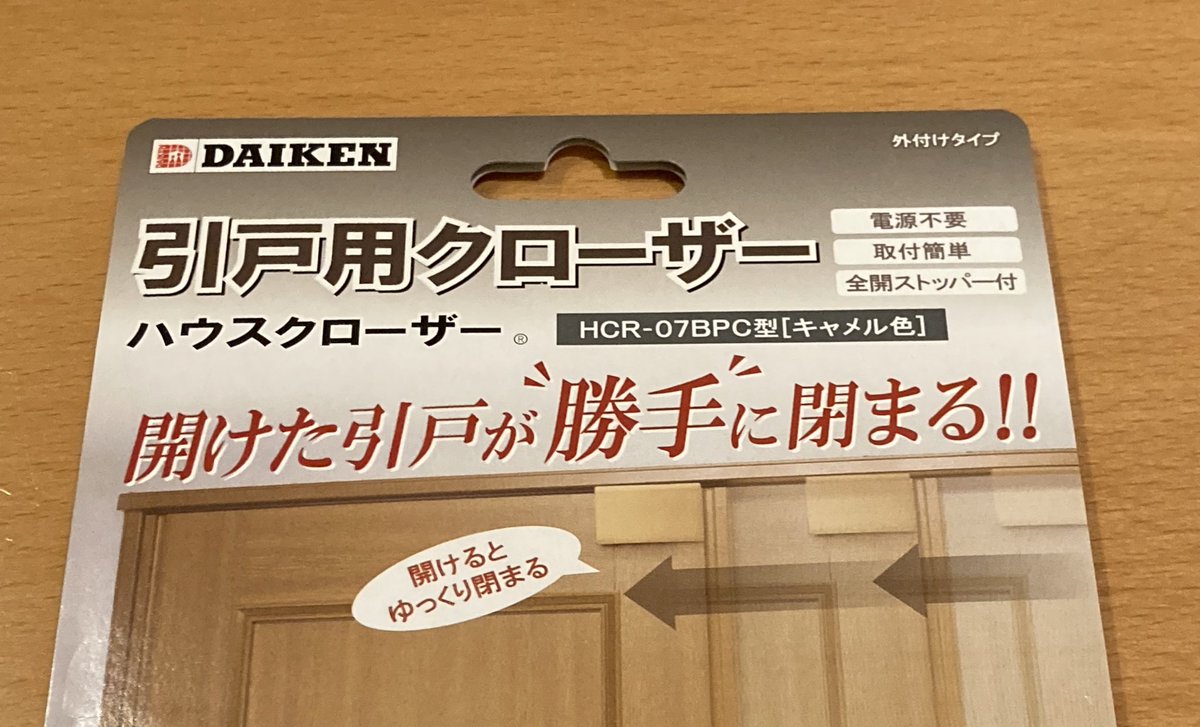 DAIKEN
外付けタイプ
引戸用クローザー
電源不要
取付簡単
全開ストッパー付
ハウスクローザー®
HCR-07BPC型[キャメル色]
開けた引戸が勝手に閉まる!!
開けると
ゆっくり閉まる